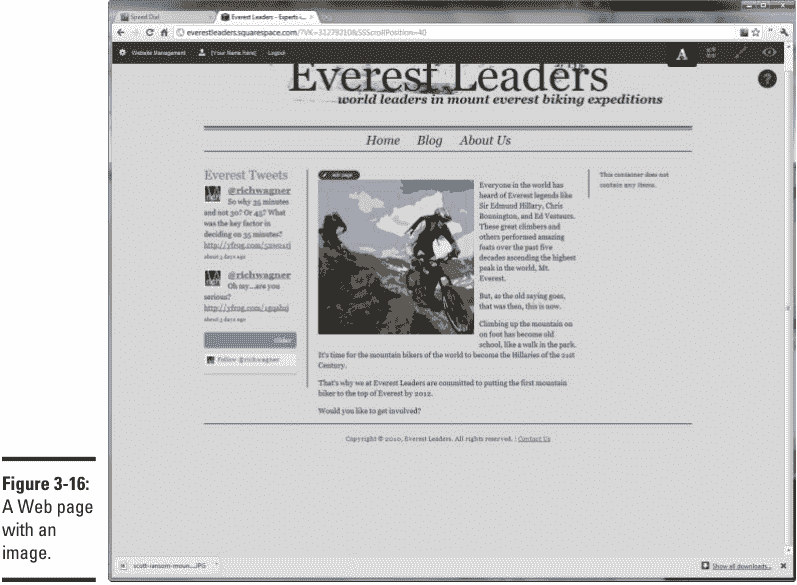 Speed Dial
Everest Leaders - Experts i...
everestleaders.squarespace.com/?VK=31279210&SSScrollPosition=40
Website Management
[Your Name Here]
Logout
A
?
Everest Leaders
world leaders in mount everest biking expeditions
Home Blog About Us
Everest Tweets
@richwagner
So why 35 minutes
and not 30? Or 45? What
was the key factor in
deciding on 35 minutes?
about 3 days ago
@richwagner
Oh my...are you
serious?
about 3 days ago
Follow @richwagner
add page
Everyone in the world has
heard of Everest legends like
Sir Edmund Hillary, Chris
Bonnington, and Ed Vesteurs.
These great climbers and
others performed amazing
feats over the past five
decades ascending the highest
peak in the world, Mt.
Everest.
But, as the old saying goes,
that was then, this is now.
Climbing up the mountain on
on foot has become old
school, like a walk in the park.
It's time for the mountain bikers of the world to become the Hillaries of the 21st
Century.
That's why we at Everest Leaders are committed to putting the first mountain
biker to the top of Everest by 2012.
Would you like to get involved?
This container does not
contain any items.
Copyright © 2010, Everest Leaders. All rights reserved. | Contact Us
scott-ransom-moun....JPG
Show all downloads...
Figure 3-16:
A Web page
with an
image.